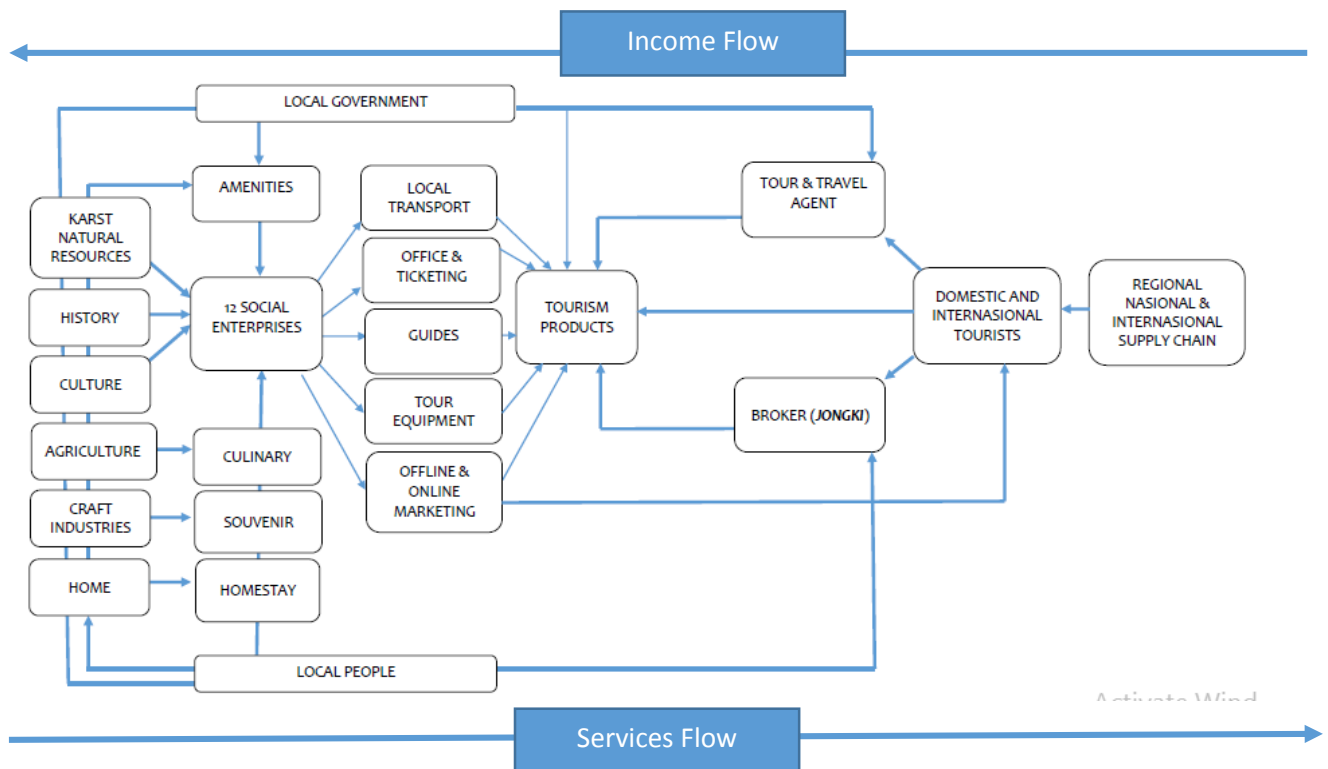 Income Flow
LOCAL GOVERNMENT
AMENITIES
LOCAL
TRANSPORT
TOUR & TRAVEL
AGENT
KARST
NATURAL
RESOURCES
OFFICE &
TICKETING
12 SOCIAL
ENTERPRISES
TOURISM
PRODUCTS
DOMESTIC AND
INTERNASIONAL
TOURISTS
REGIONAL
NASIONAL &
INTERNASIONAL
SUPPLY CHAIN
HISTORY
GUIDES
CULTURE
TOUR
EQUIPMENT
BROKER (JONGKI)
AGRICULTURE
CULINARY
OFFLINE &
ONLINE
MARKETING
CRAFT
INDUSTRIES
SOUVENIR
HOME
HOMESTAY
LOCAL PEOPLE
Activate Wind
Services Flow